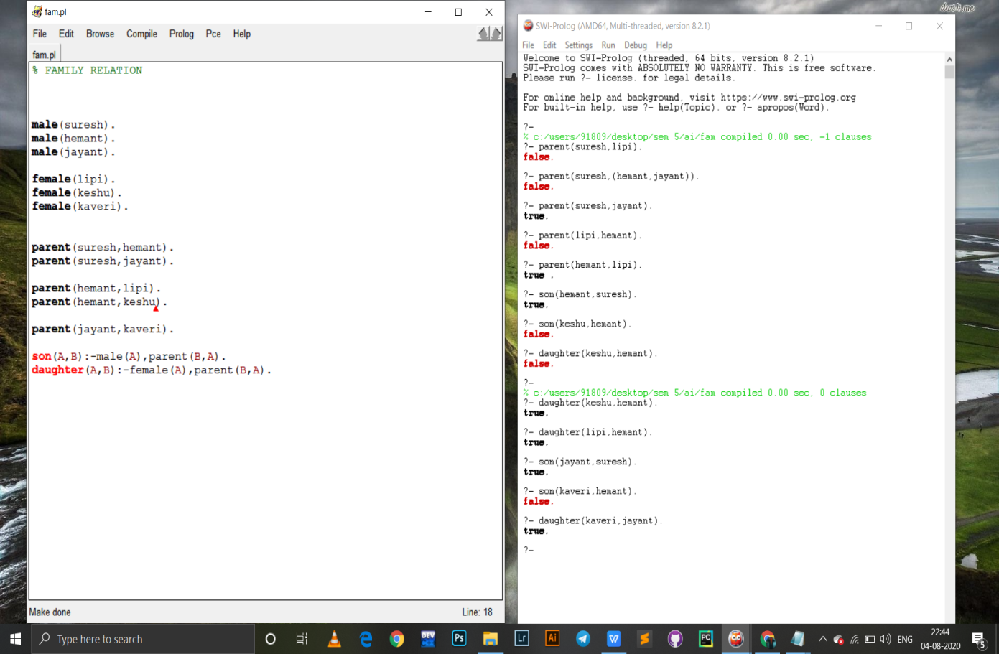 dwsh.me
fam.pl
File Edit Browse Compile Prolog Pce Help
fam.pl
% FAMILY RELATION
male(suresh).
male(hemant).
male(jayant).
female(lipi).
female(keshu).
female(kaveri).
parent(suresh,hemant).
parent(suresh,jayant).
parent(hemant,lipi).
parent(hemant,keshu).
parent(jayant,kaveri).
son(A,B):-male(A),parent(B,A).
daughter(A,B):-female(A),parent(B,A).
Make done
Line: 18
SWI-Prolog (AMD64, Multi-threaded, version 8.2.1)
File Edit Settings Run Debug Help
Welcome to SWI-Prolog (threaded, 64 bits, version 8.2.1)
SWI-Prolog comes with ABSOLUTELY NO WARRANTY. This is free software.
Please run ?- license. for legal details.
For online help and background, visit https://www.swi-prolog.org
For built-in help, use ?- help(Topic). or ?- apropos(Word).
?-
% c:/users/91809/desktop/sem 5/ai/fam compiled 0.00 sec, -1 clauses
?- parent(suresh,lipi).
false.
?- parent(suresh,(hemant,jayant)).
false.
?- parent(suresh,jayant).
true.
?- parent(lipi,hemant).
false.
?- parent(hemant,lipi).
true .
?- son(hemant,suresh).
true.
?- son(keshu,hemant).
false.
?- daughter(keshu,hemant).
false.
?-
% c:/users/91809/desktop/sem 5/ai/fam compiled 0.00 sec, 0 clauses
?- daughter(keshu,hemant).
true.
?- daughter(lipi,hemant).
true.
?- son(jayant,suresh).
true.
?- son(kaveri,hemant).
false.
?- daughter(kaveri,jayant).
true.
?-
Type here to search
DEV
Ps
Lr
Ai
W
PC
ENG
22:44
04-08-2020
5